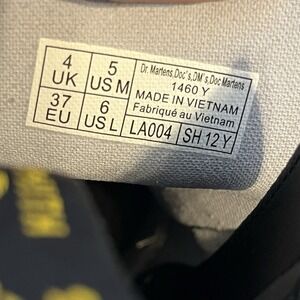 4 UK
5 US M
37 EU
6 US L
Dr. Martens,Doc's,DM's,Doc Martens
1460 Y
MADE IN VIETNAM
Fabriqué au Vietnam
LA004
SH 12 Y